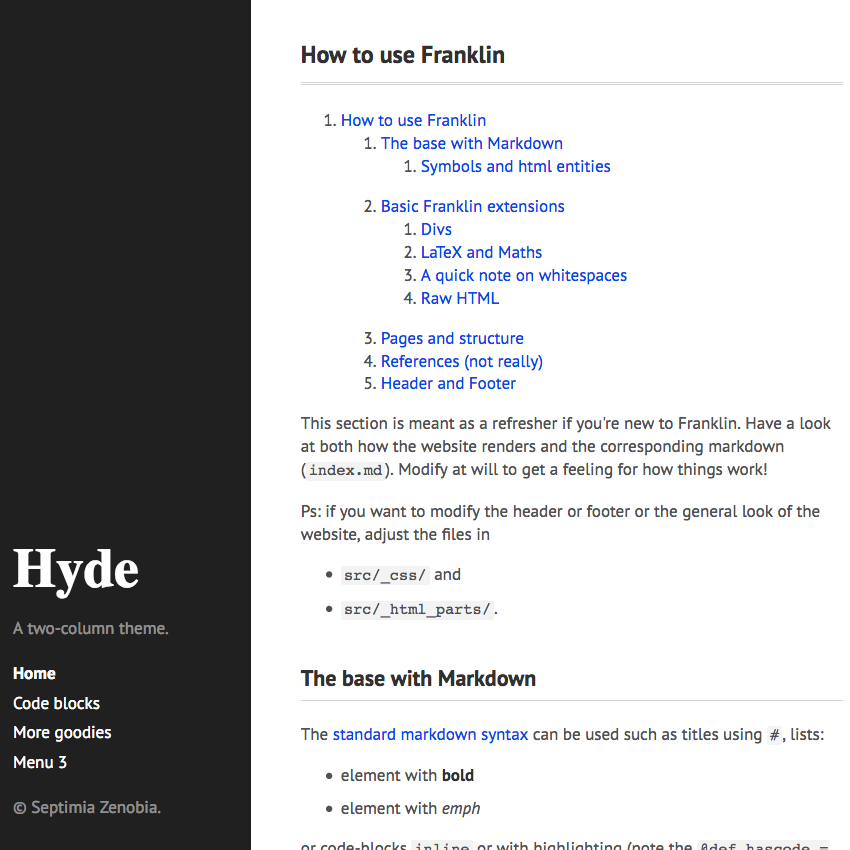 Hyde
A two-column theme.
Home
Code blocks
More goodies
Menu 3
© Septimia Zenobia.
How to use Franklin
1. How to use Franklin
1. The base with Markdown
1. Symbols and html entities
2. Basic Franklin extensions
1. Divs
2. LaTeX and Maths
3. A quick note on whitespaces
4. Raw HTML
3. Pages and structure
4. References (not really)
5. Header and Footer
This section is meant as a refresher if you're new to Franklin. Have a look
at both how the website renders and the corresponding markdown
(index.md). Modify at will to get a feeling for how things work!
Ps: if you want to modify the header or footer or the general look of the
website, adjust the files in
• src/_css/ and
• src/_html_parts/.
The base with Markdown
The standard markdown syntax can be used such as titles using #, lists:
• element with bold
• element with emph
or code-blocks inline or with highlighting (note the @def hascode =